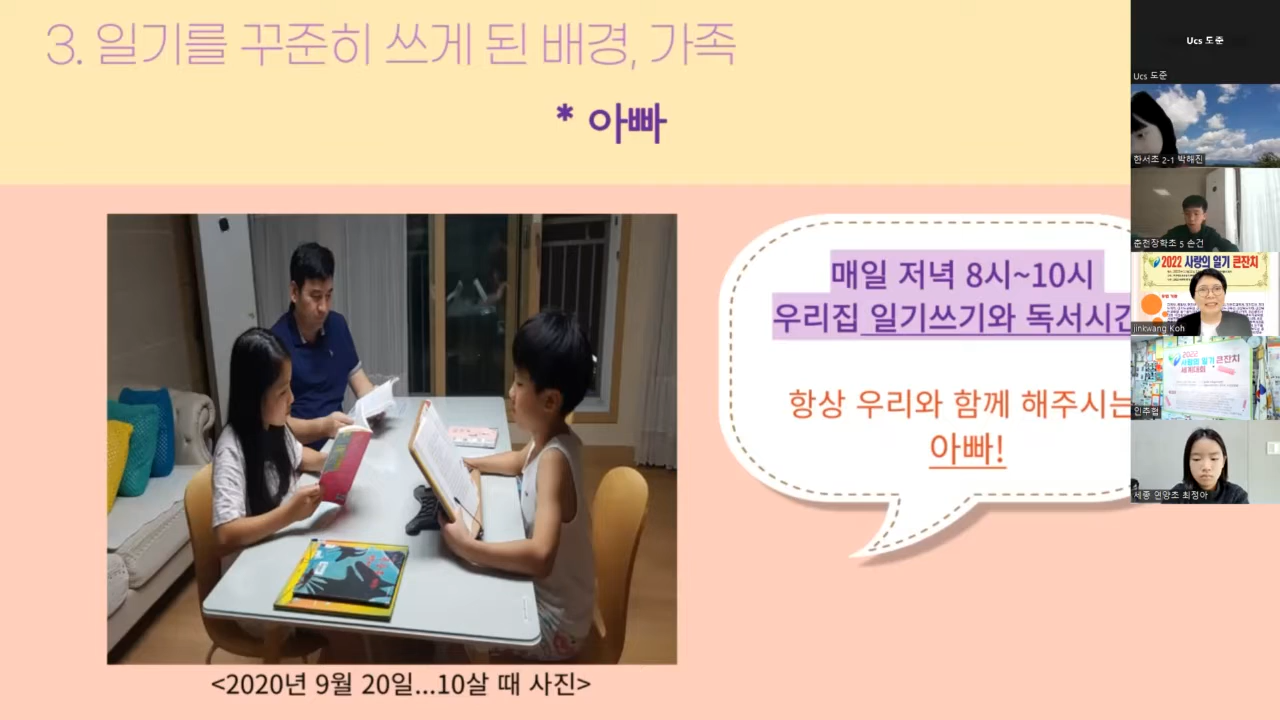 3. 일기를 꾸준히 쓰게 된 배경, 가족
* 아빠
매일 저녁 8시~10시
우리집 일기쓰기와 독서시간
항상 우리와 함께 해주시는
아빠!
<2020년 9월 20일...10살 때 사진>
Ucs 도준
Ucs 도준
한서조 2-1 박해진
춘천장학초 5 손건
2022 사랑의 일기 큰잔치
jinkwang Koh
2022
사랑의 일기 큰잔치
세계대회
인추협
세종 연양초 최정아